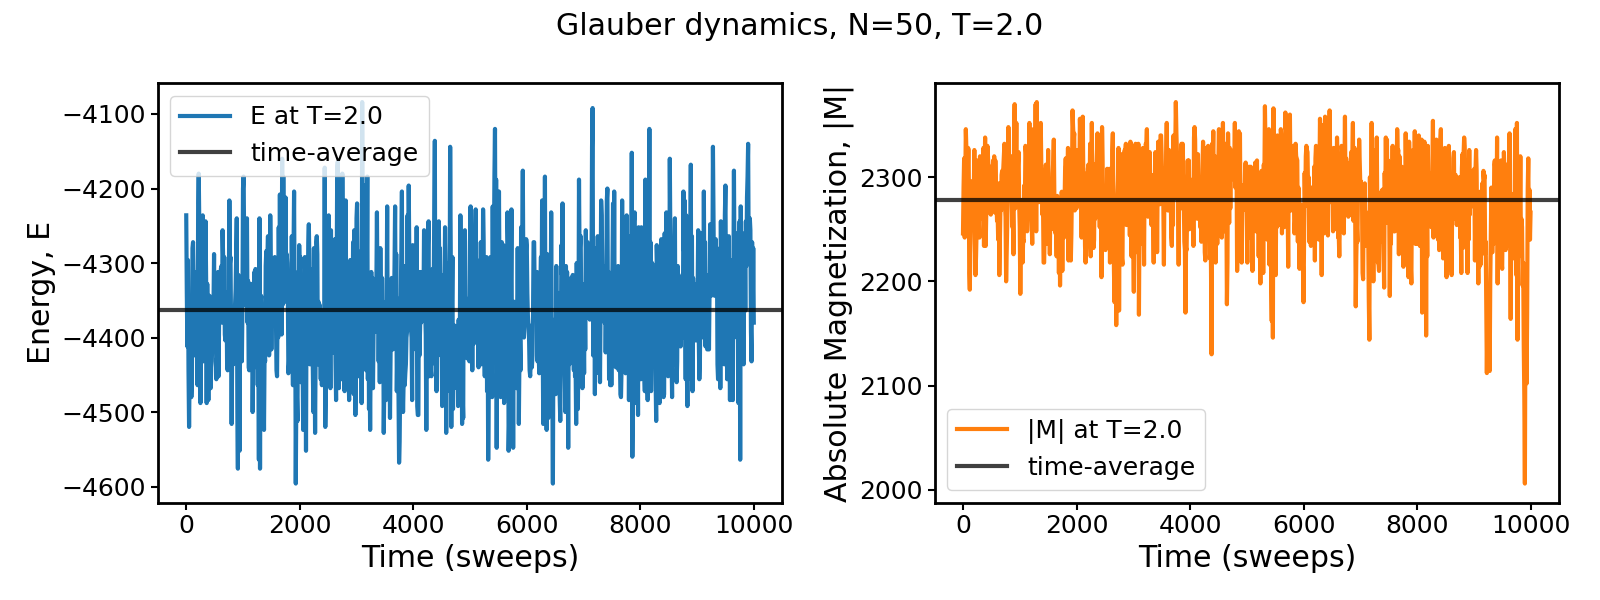 Glauber dynamics, N=50, T=2.0
Energy, E
−4100
−4200
−4300
−4400
−4500
−4600
E at T=2.0
time-average
0 2000 4000 6000 8000 10000
Time (sweeps)
Absolute Magnetization, |M|
2300
2200
2100
2000
|M| at T=2.0
time-average
0 2000 4000 6000 8000 10000
Time (sweeps)